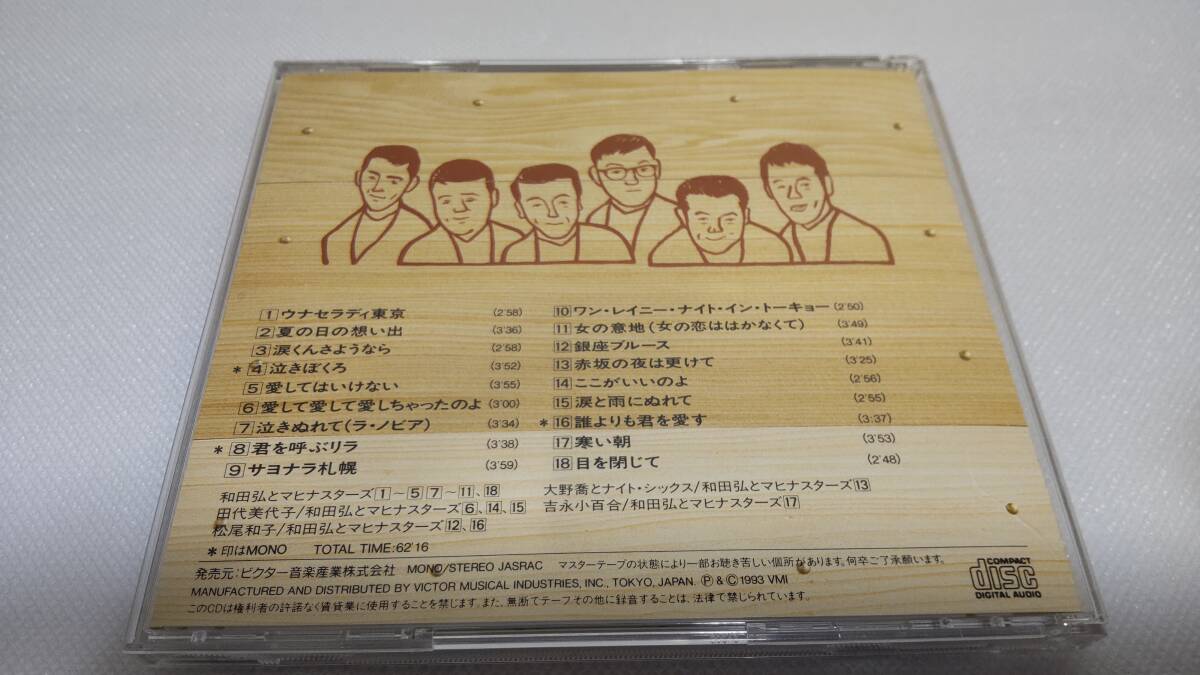 1 ウナセラディ東京 (2'58)
2 夏の日の想い出 (3'36)
3 涙くんさようなら (2'58)
*4 泣きぼくろ (3'52)
5 愛してはいけない (3'55)
6 愛して愛して愛しちゃったのよ (3'00)
7 泣きぬれて(ラ・ノビア) (3'34)
*8 君を呼ぶリラ (3'38)
9 サヨナラ札幌 (3'59)
10 ワン・レイニー・ナイト・イン・トーキョー (2'50)
11 女の意地(女の恋ははかなくて) (3'49)
12 銀座ブルース (3'41)
13 赤坂の夜は更けて (3'25)
14 ここがいいのよ (2'56)
15 涙と雨にぬれて (2'55)
*16 誰よりも君を愛す (3:37)
17 寒い朝 (3'53)
18 目を閉じて (2'48)
和田弘とマヒナスターズ1~5 7~11、18
田代美代子/和田弘とマヒナスターズ6、14、15
松尾和子/和田弘とマヒナスターズ12、16
大野喬とナイト・シックス/和田弘とマヒナスターズ13
吉永小百合/和田弘とマヒナスターズ17
*印はMONO TOTAL TIME:62'16
発売元:ビクター音楽産業株式会社 MONO/STEREO JASRAC マスターテープの状態により一部お聴き苦しい個所があります。何卒ご了承願います。
MANUFACTURED AND DISTRIBUTED BY VICTOR MUSICAL INDUSTRIES, INC., TOKYO, JAPAN. Ⓟ & © 1993 VMI
このCDは権利者の許諾なく賃貸業に使用することを禁じます。また、無断でテープその他に録音することは、法律で禁じられています。
COMPACT
disc
DIGITAL AUDIO